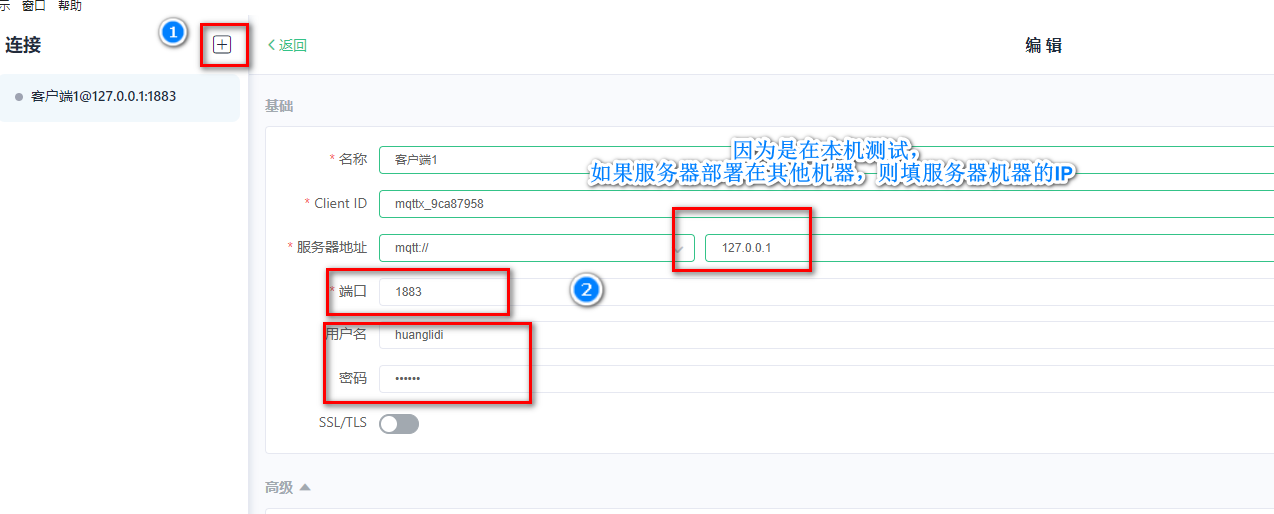 示 窗口 帮助
连接
1
返回
编 辑
客户端1@127.0.0.1:1883
基础
* 名称
客户端1
因为是在本机测试，
如果服务器部署在其他机器，则填服务器机器的IP
* Client ID
mqttx_9ca87958
* 服务器地址
mqtt://
127.0.0.1
* 端口
1883
2
用户名
huanglidi
密码
••••••
SSL/TLS
高级